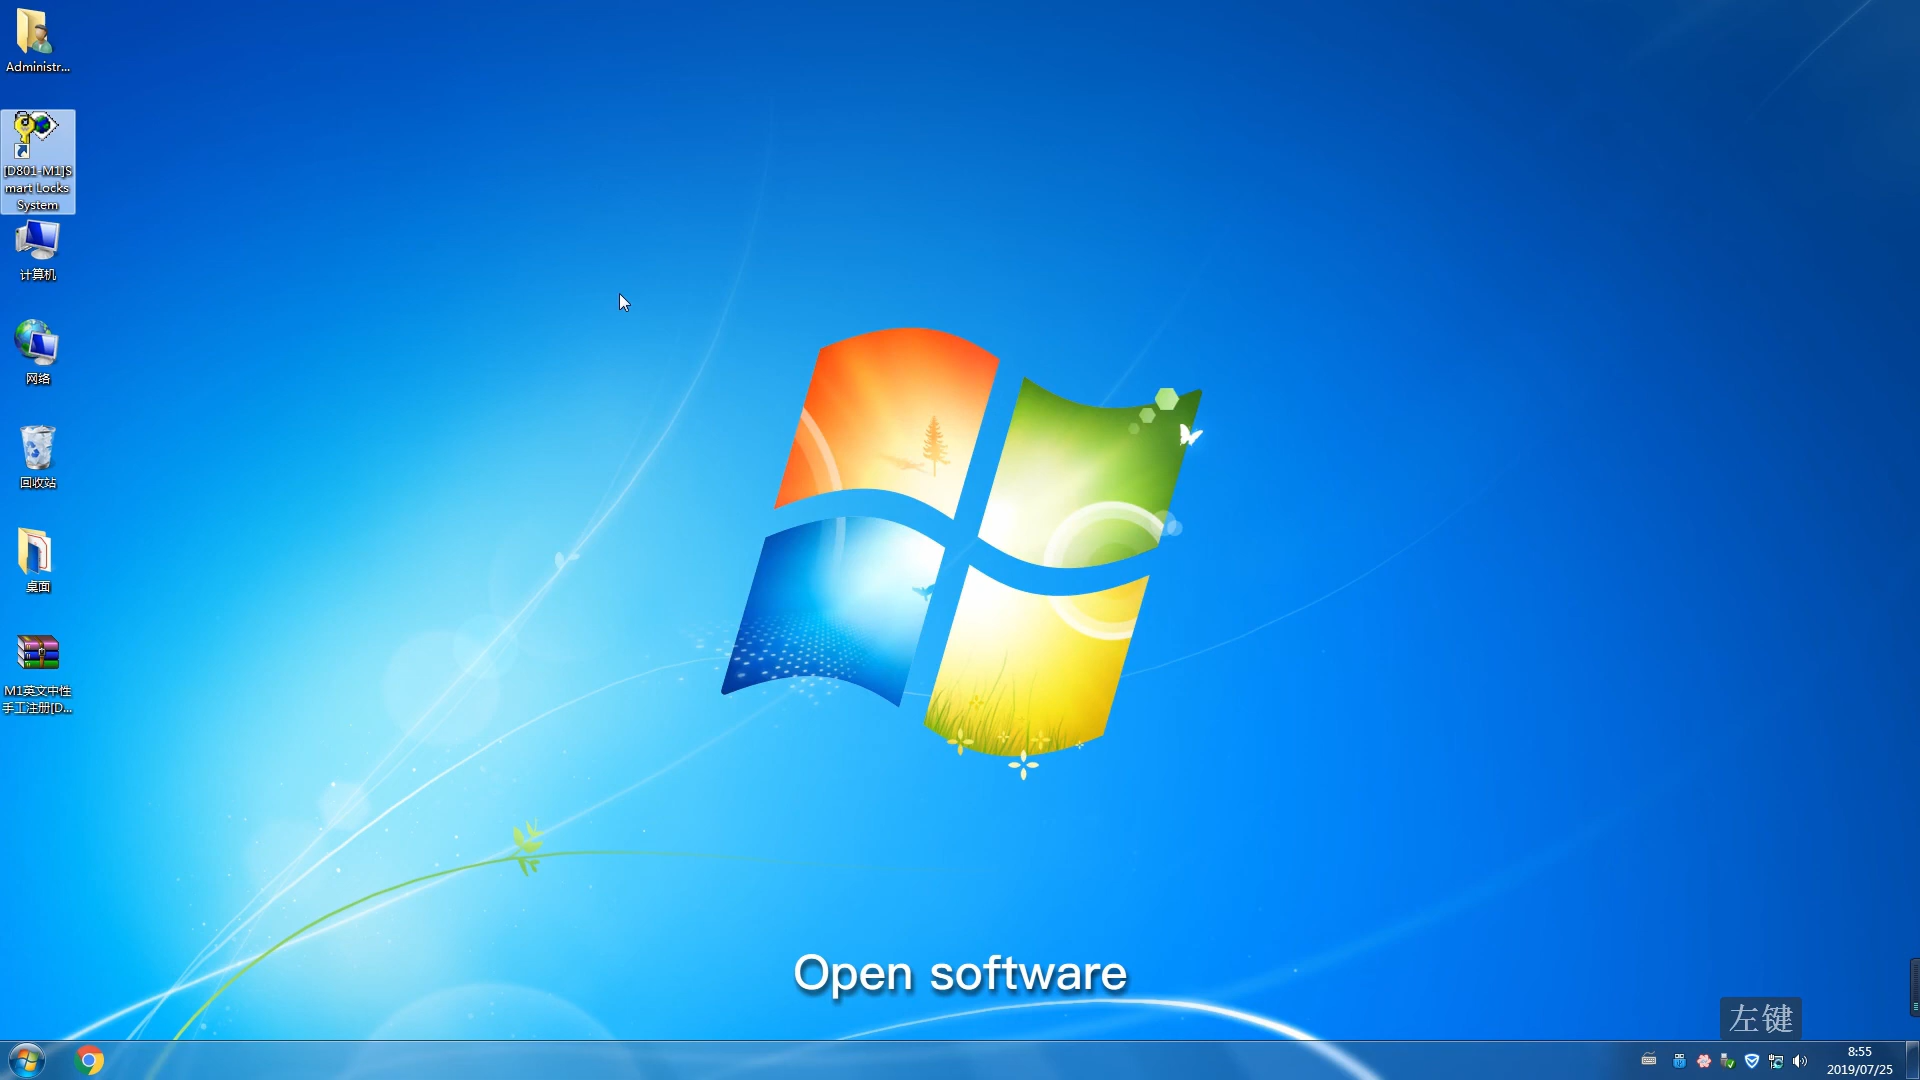 Administr...
[D801-M1]S
mart Locks
System
计算机
网络
回收站
桌面
M1英文中性
手工注册[D...
Open software
左键
8:55
2019/07/25